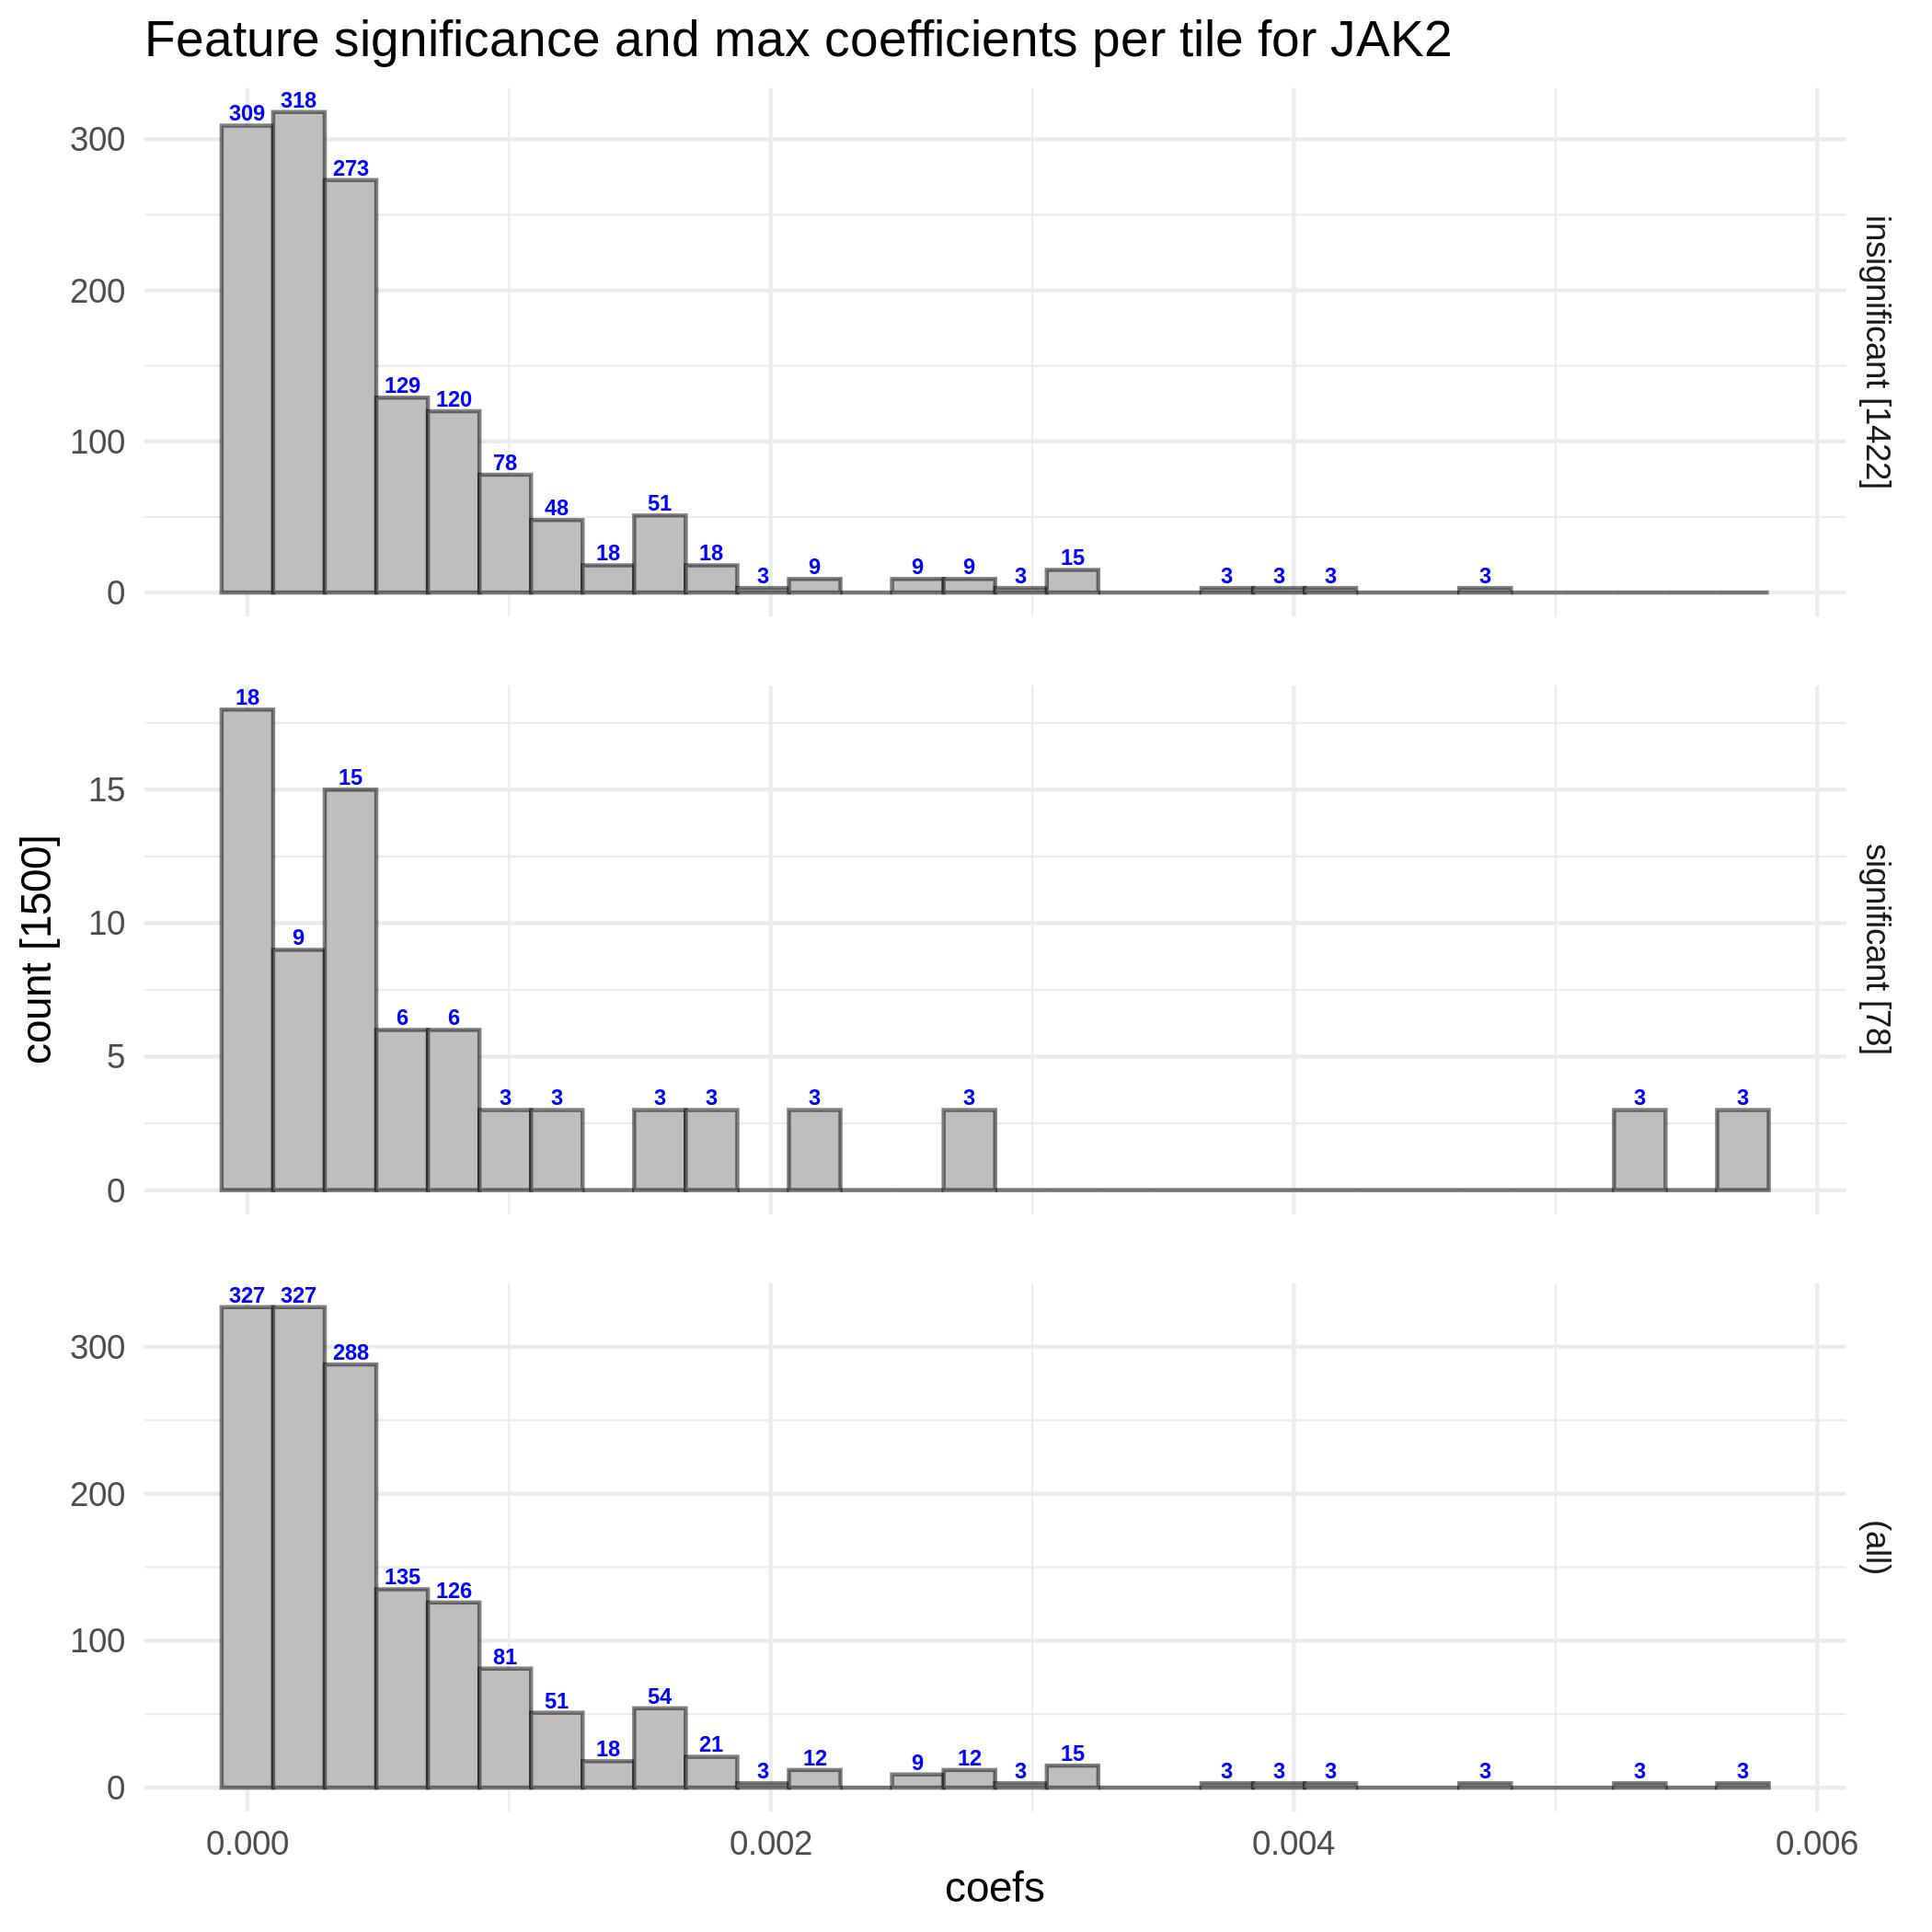 Feature significance and max coefficients per tile for JAK2
309 318 273 129 120 78 48 18 51 18 3 9 9 9 3 15 3 3 3 3
300
200
100
0
insignificant [1422]
18 9 15 6 6 3 3 3 3 3 3 3 3
15
10
5
0
significant [78]
count [1500]
327 327 288 135 126 81 51 18 54 21 3 12 9 12 3 15 3 3 3 3 3 3
300
200
100
0
(all)
0.000 0.002 0.004 0.006
coefs